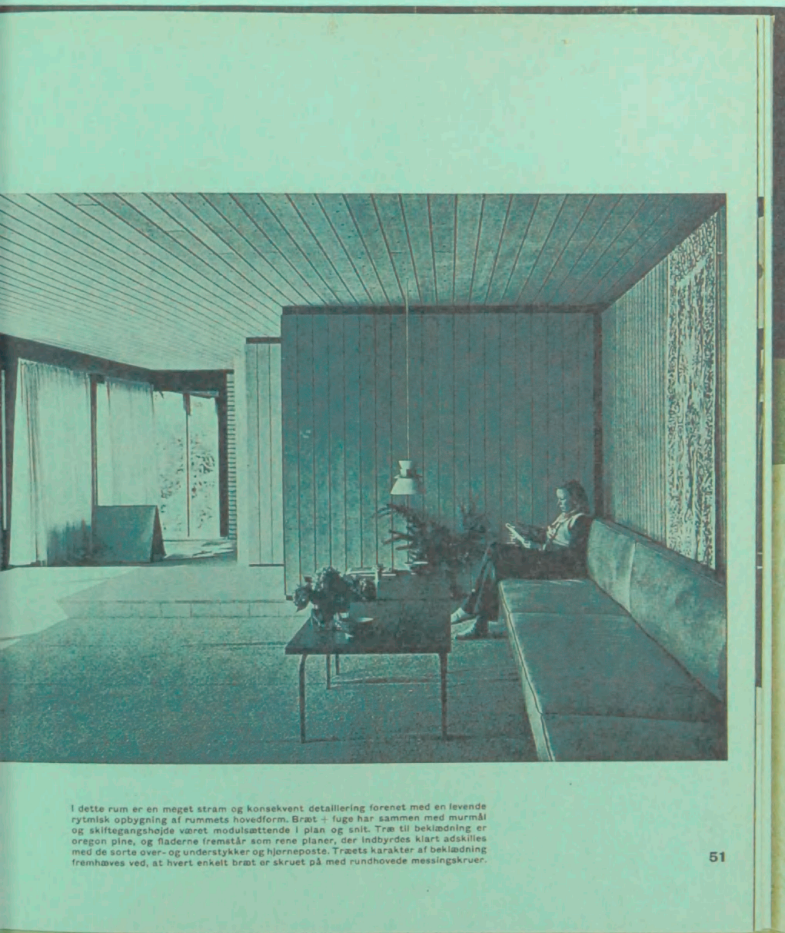 I dette rum er en meget stram og konsekvent detaillering forenet med en levende
rytmisk opbygning af rummets hovedform. Bræt + fuge har sammen med murmål
og skiftegangshøjde været modulsættende i plan og snit. Træ til beklædning er
oregon pine, og fladerne fremstår som rene planer, der indbyrdes klart adskilles
med de sorte over- og understykker og hjørneposte. Træets karakter af beklædning
fremhæves ved, at hvert enkelt bræt er skruet på med rundhovede messingskruer.
51